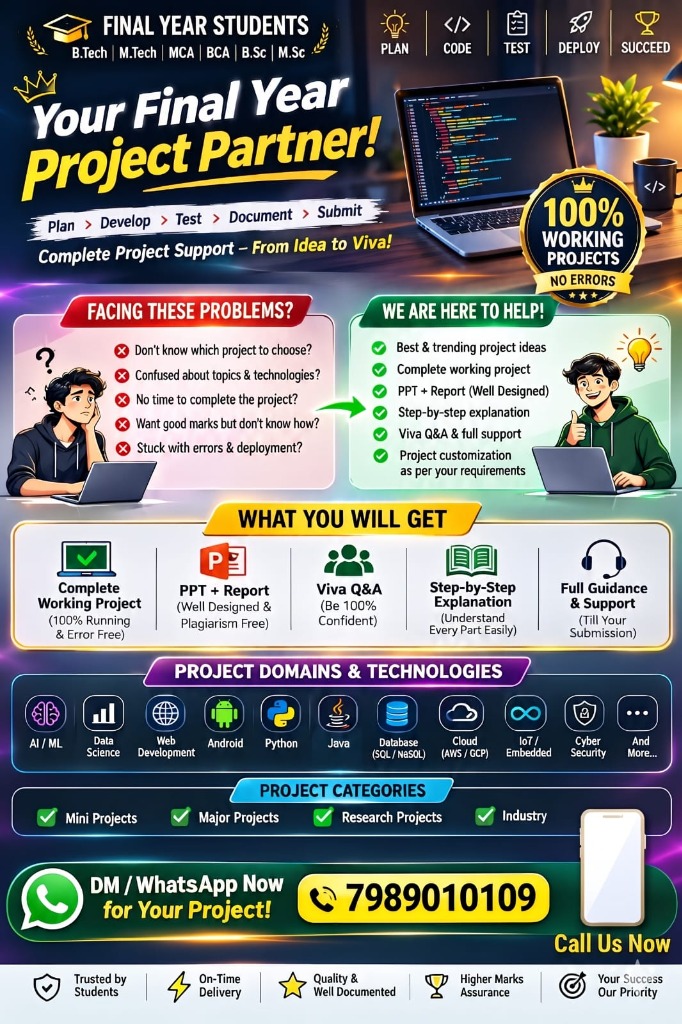 FINAL YEAR STUDENTS
B.Tech | M.Tech | MCA | BCA | B.Sc | M.Sc
PLAN
CODE
TEST
DEPLOY
SUCCEED
Your Final Year
Project Partner!
Plan > Develop > Test > Document > Submit
Complete Project Support – From Idea to Viva!
</>
100%
WORKING
PROJECTS
NO ERRORS
FACING THESE PROBLEMS?
Don't know which project to choose?
Confused about topics & technologies?
No time to complete the project?
Want good marks but don't know how?
Stuck with errors & deployment?
WE ARE HERE TO HELP!
Best & trending project ideas
Complete working project
PPT + Report (Well Designed)
Step-by-step explanation
Viva Q&A & full support
Project customization
as per your requirements
WHAT YOU WILL GET
Complete
Working Project
(100% Running
& Error Free)
P
PPT + Report
(Well Designed &
Plagiarism Free)
Viva Q&A
(Be 100%
Confident)
Step-by-Step
Explanation
(Understand
Every Part Easily)
Full Guidance
& Support
(Till Your
Submission)
PROJECT DOMAINS & TECHNOLOGIES
AI / ML
Data
Science
Web
Development
Android
Python
Java
Database
(SQL / NoSQL)
Cloud
(AWS / GCP)
Io7 /
Embedded
Cyber
Security
And
More...
PROJECT CATEGORIES
Mini Projects
Major Projects
Research Projects
Industry
DM / WhatsApp Now
for Your Project!
7989010109
Call Us Now
Trusted by
Students
On-Time
Delivery
Quality &
Well Documented
Higher Marks
Assurance
Your Success
Our Priority